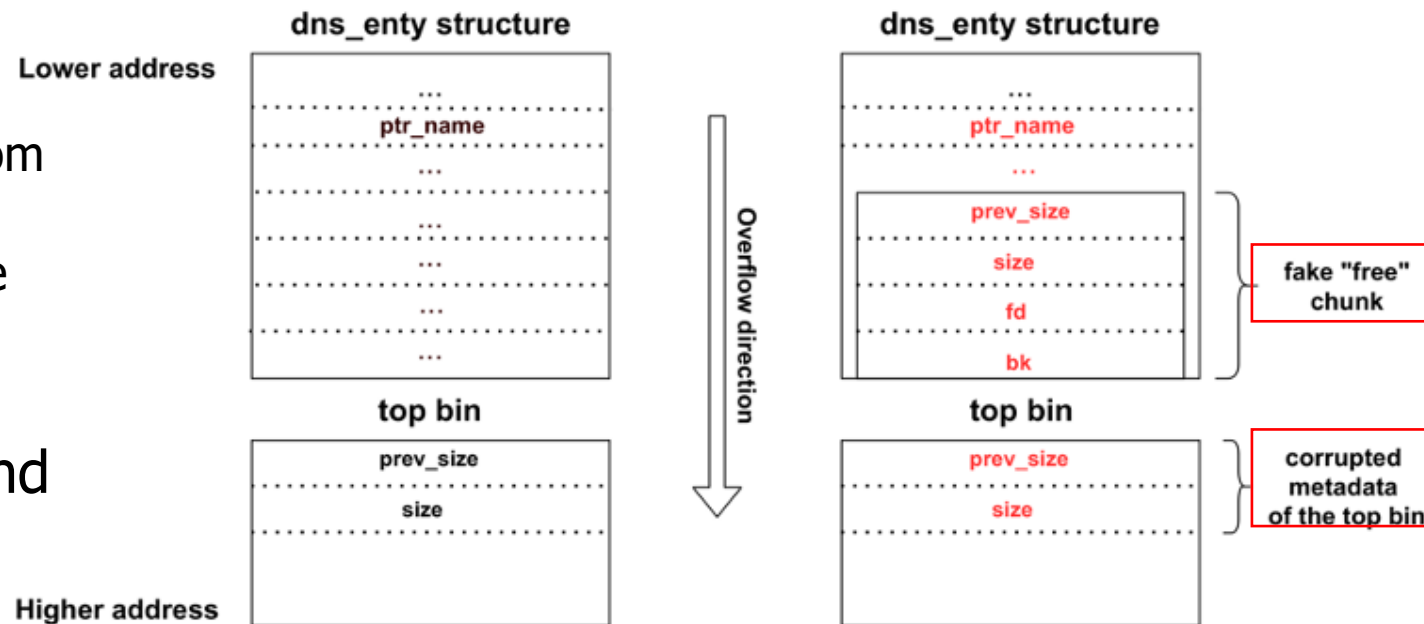 dns_enty structure
dns_enty structure
Lower address
...
ptr_name
...
...
...
...
...
top bin
prev_size
size
Higher address
Overflow direction
...
ptr_name
...
prev_size
size
fd
bk
top bin
prev_size
size
fake "free"
chunk
corrupted
metadata
of the top bin
om
e
nd